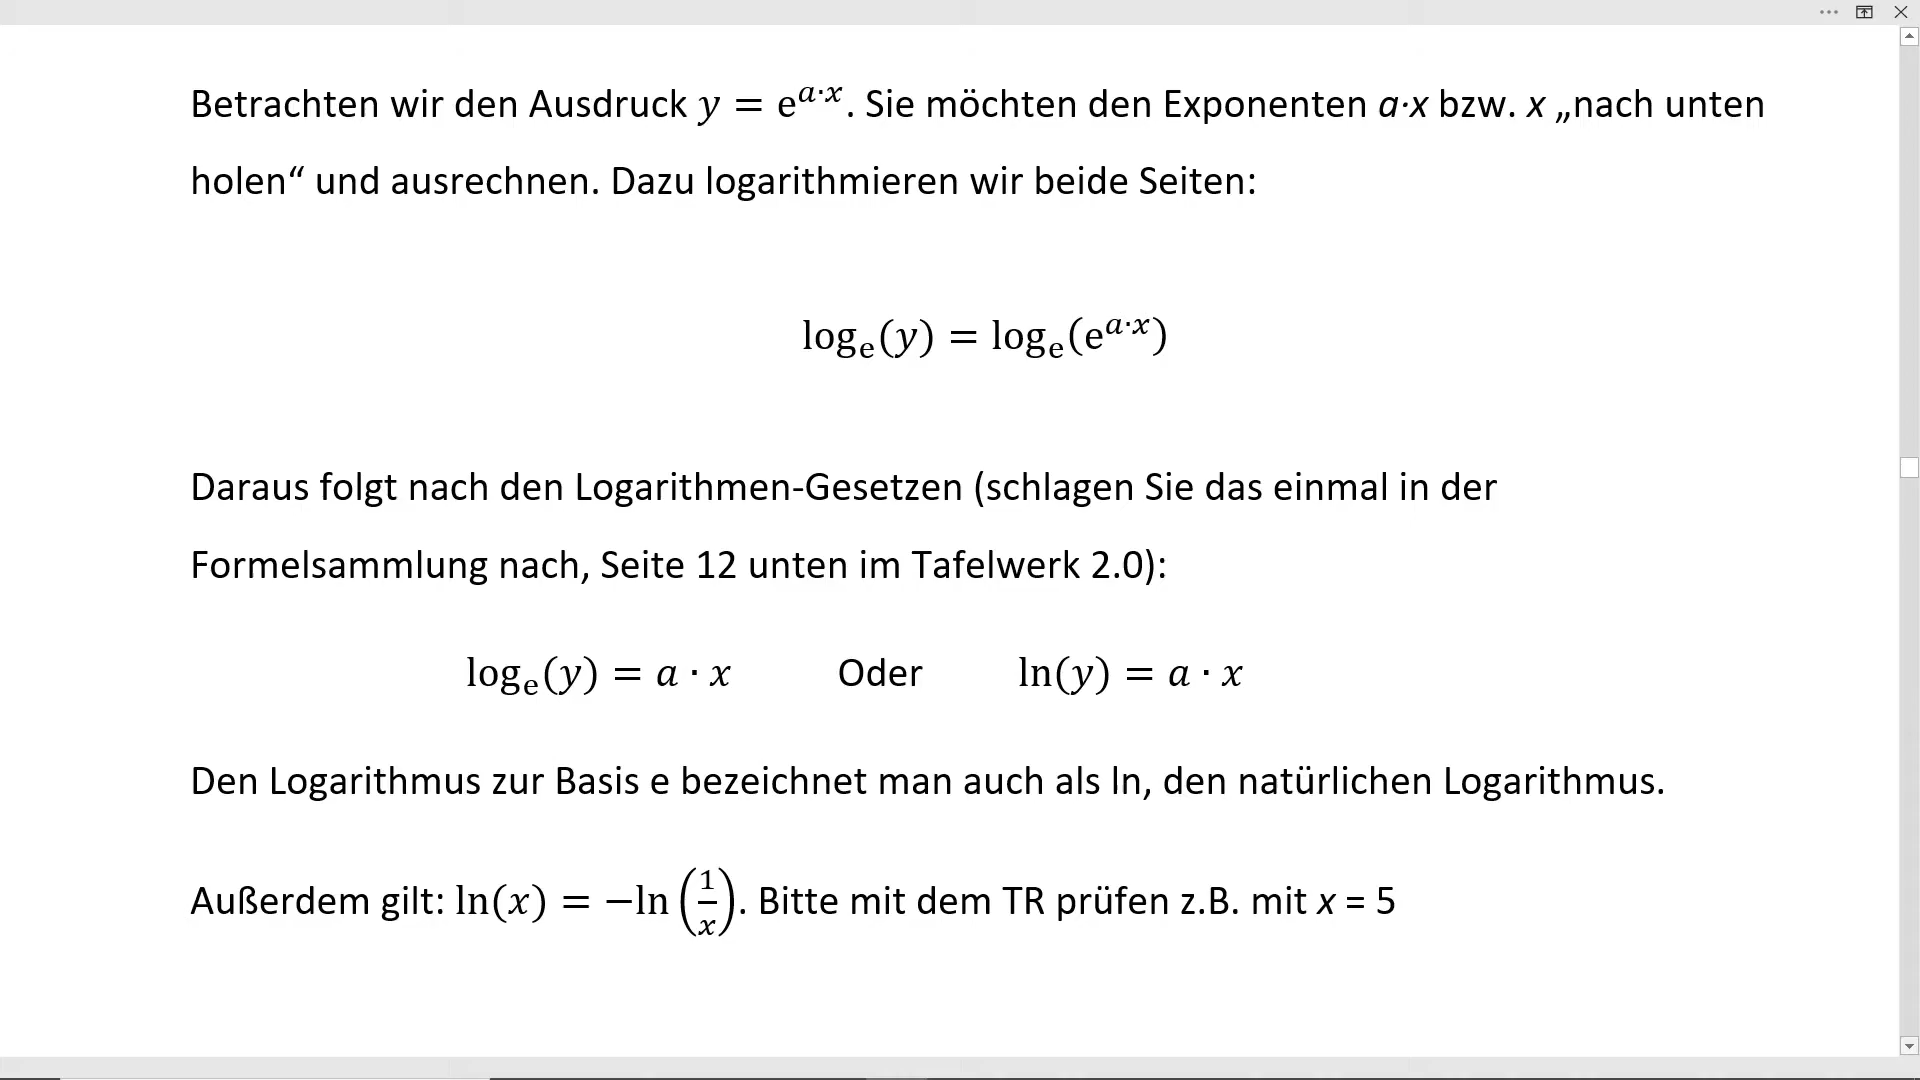 Betrachten wir den Ausdruck y = e^{a·x}. Sie möchten den Exponenten a·x bzw. x „nach unten
holen“ und ausrechnen. Dazu logarithmieren wir beide Seiten:
log_e(y) = log_e(e^{a·x})
Daraus folgt nach den Logarithmen-Gesetzen (schlagen Sie das einmal in der
Formelsammlung nach, Seite 12 unten im Tafelwerk 2.0):
log_e(y) = a · x Oder ln(y) = a · x
Den Logarithmus zur Basis e bezeichnet man auch als ln, den natürlichen Logarithmus.
Außerdem gilt: ln(x) = −ln(1/x). Bitte mit dem TR prüfen z.B. mit x = 5